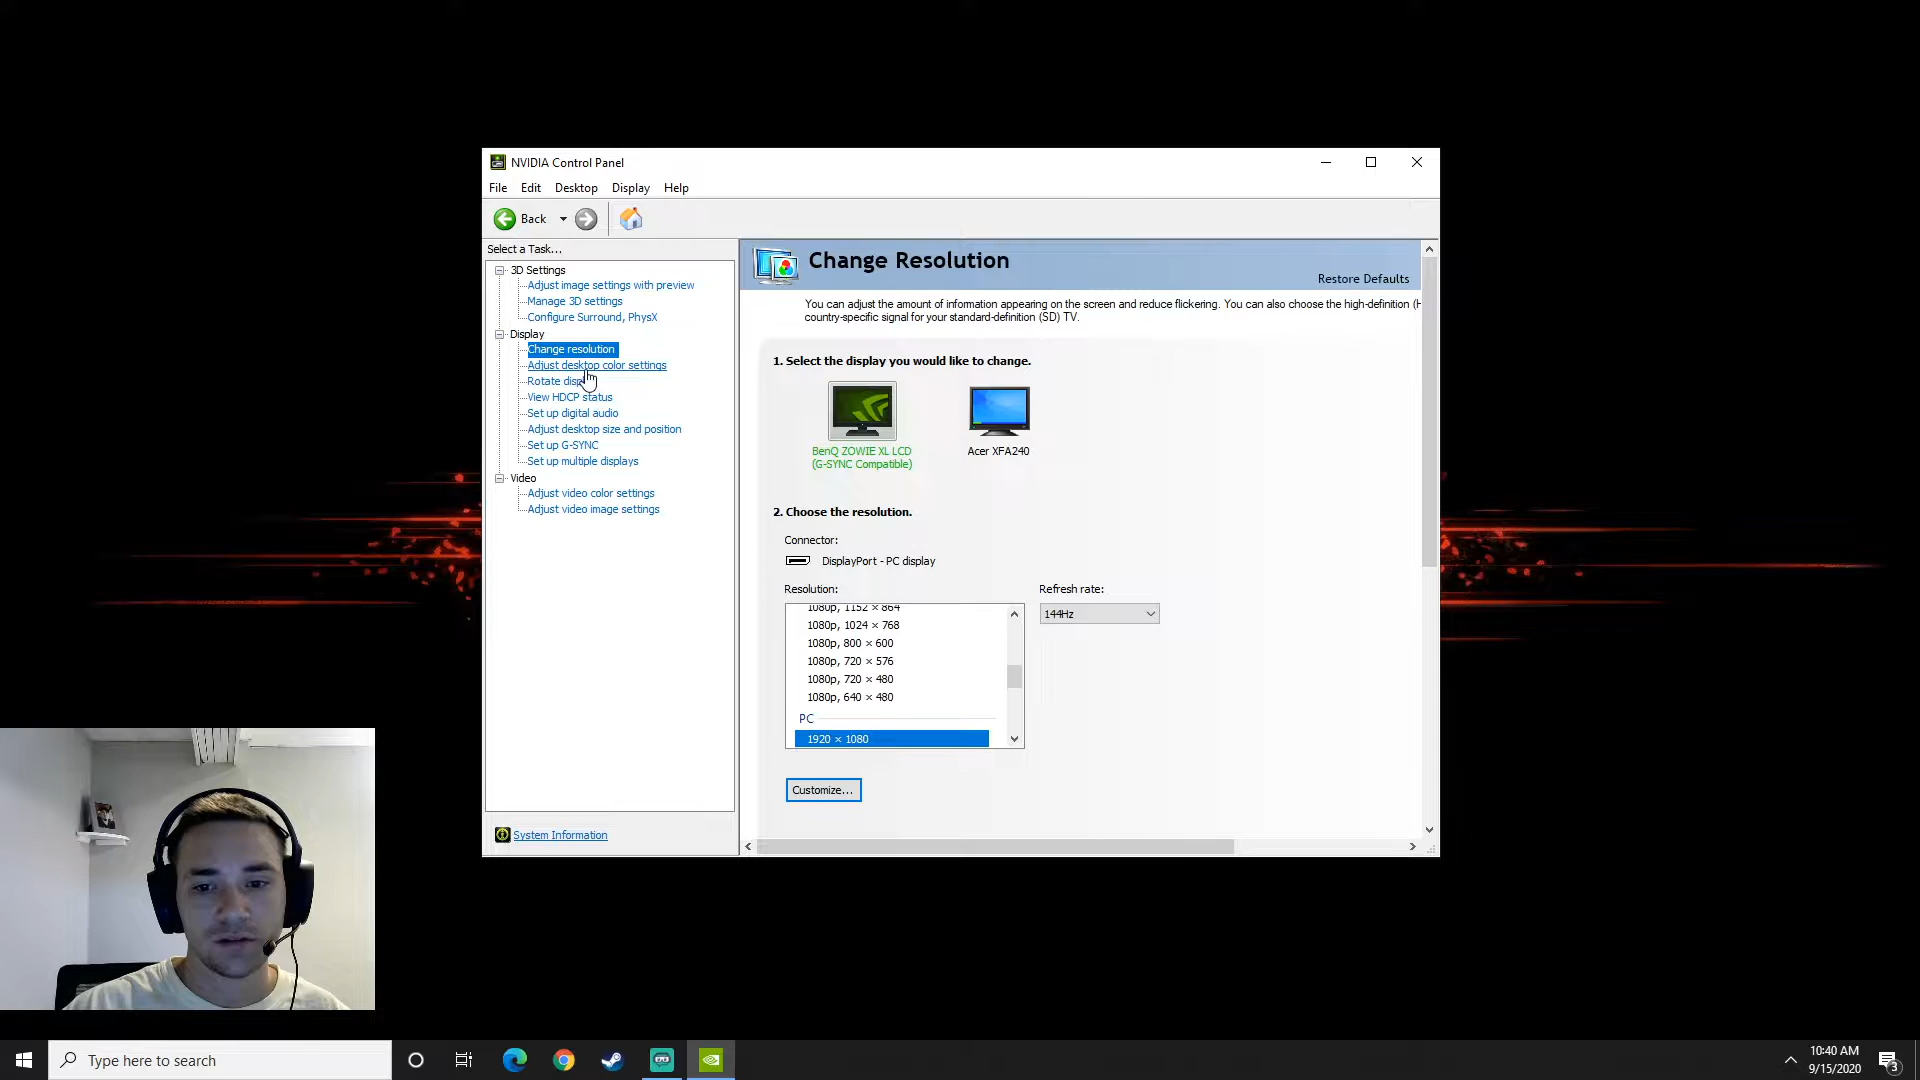 NVIDIA Control Panel
File Edit Desktop Display Help
Back
Select a Task...
3D Settings
Adjust image settings with preview
Manage 3D settings
Configure Surround, PhysX
Display
Change resolution
Adjust desktop color settings
Rotate disp
View HDCP status
Set up digital audio
Adjust desktop size and position
Set up G-SYNC
Set up multiple displays
Video
Adjust video color settings
Adjust video image settings
System Information
Change Resolution
Restore Defaults
You can adjust the amount of information appearing on the screen and reduce flickering. You can also choose the high-definition (H
country-specific signal for your standard-definition (SD) TV.
1. Select the display you would like to change.
BenQ ZOWIE XL LCD
(G-SYNC Compatible)
Acer XFA240
2. Choose the resolution.
Connector:
DisplayPort - PC display
Resolution:
Refresh rate:
1080p, 1152 × 864
144Hz
1080p, 1024 × 768
1080p, 800 × 600
1080p, 720 × 576
1080p, 720 × 480
1080p, 640 × 480
PC
1920 × 1080
Customize...
Type here to search
10:40 AM
9/15/2020
3